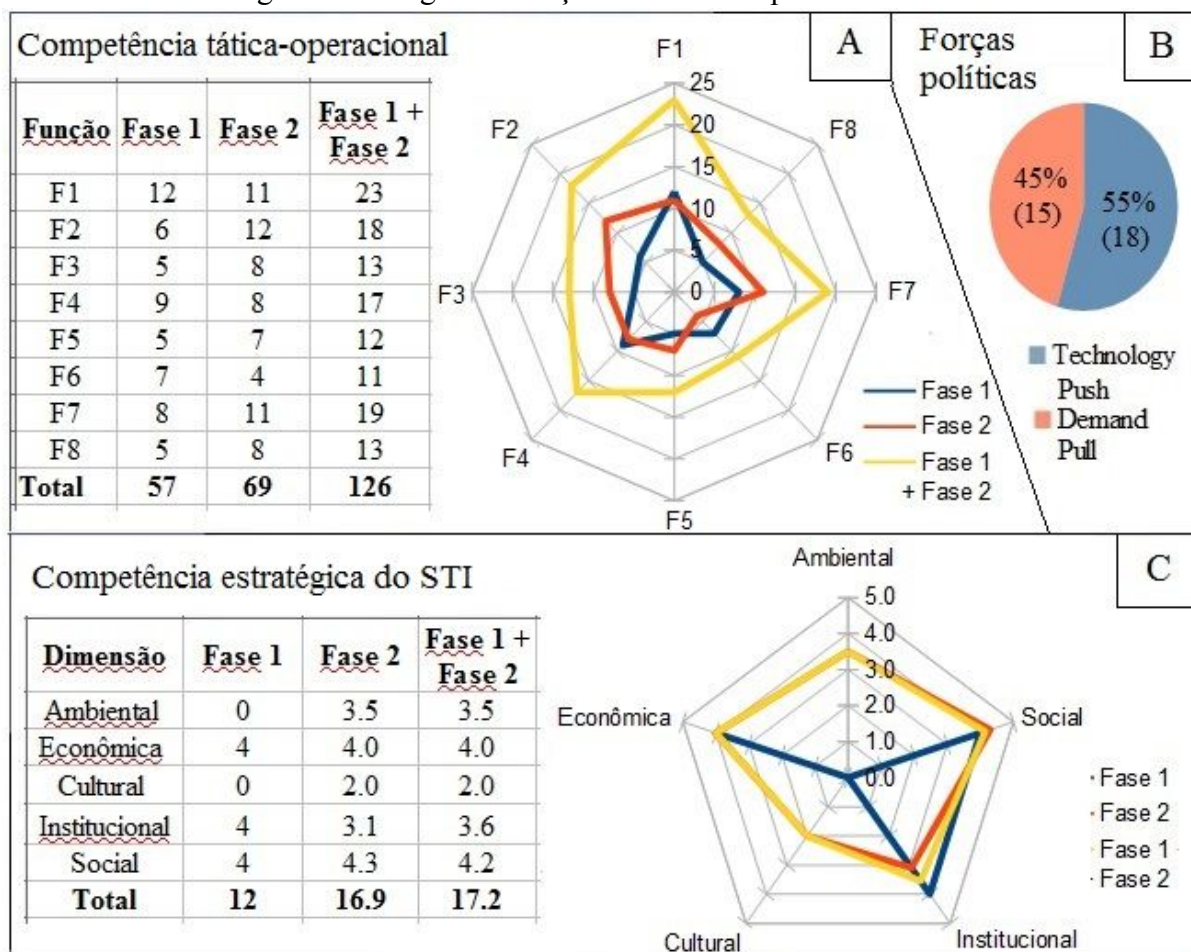 Competência tática-operacional
Função Fase 1 Fase 2 Fase 1 + Fase 2
F1 12 11 23
F2 6 12 18
F3 5 8 13
F4 9 8 17
F5 5 7 12
F6 7 4 11
F7 8 11 19
F8 5 8 13
Total 57 69 126
A
F1
F2
F3
F4
F5
F6
F7
F8
25
20
15
10
5
0
Fase 1
Fase 2
Fase 1
+ Fase 2
Forças
políticas
B
45%
(15)
55%
(18)
Technology
Push
Demand
Pull
Competência estratégica do STI
Dimensão Fase 1 Fase 2 Fase 1 + Fase 2
Ambiental 0 3.5 3.5
Econômica 4 4.0 4.0
Cultural 0 2.0 2.0
Institucional 4 3.1 3.6
Social 4 4.3 4.2
Total 12 16.9 17.2
C
Ambiental
5.0
4.0
3.0
2.0
1.0
0.0
Econômica
Social
Cultural
Institucional
Fase 1
Fase 2
Fase 1
Fase 2